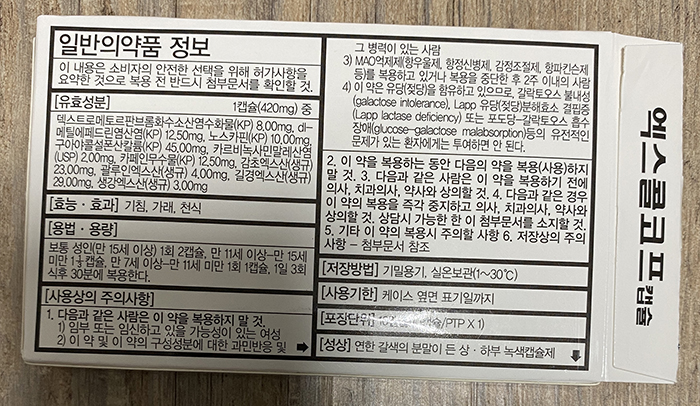 일반의약품 정보
이 내용은 소비자의 안전한 선택을 위해 허가사항을
요약한 것으로 복용 전 반드시 첨부문서를 확인할 것.
[유효성분] 1캡슐(420mg) 중
덱스트로메토르판브롬화수소산염수화물(KP) 8.00mg, dl-
메틸에페드린염산염(KP) 12.50mg, 노스카핀(KP) 10.00mg,
구아야콜설폰산칼륨(KP) 45.00mg, 카르비녹사민말레산염
(USP) 2.00mg, 카페인무수물(KP) 12.50mg, 감초엑스산(생규)
23.00mg, 괄루인엑스산(생규) 4.00mg, 길경엑스산(생규)
29.00mg, 생강엑스산(생규) 3.00mg
[효능 · 효과] 기침, 가래, 천식
[용법 · 용량]
보통 성인(만 15세 이상) 1회 2캡슐, 만 11세 이상~만 15세
미만 1⅓캡슐, 만 7세 이상~만 11세 미만 1회 1캡슐, 1일 3회
식후 30분에 복용한다.
[사용상의 주의사항]
1. 다음과 같은 사람은 이 약을 복용하지 말 것.
1) 임부 또는 임신하고 있을 가능성이 있는 여성
2) 이 약 및 이 약의 구성성분에 대한 과민반응 및
그 병력이 있는 사람
3) MAO억제제(항우울제, 항정신병제, 감정조절제, 항파킨슨제
등)를 복용하고 있거나 복용을 중단한 후 2주 이내의 사람
4) 이 약은 유당(젖당)을 함유하고 있으므로, 갈락토오스 불내성
(galactose intolerance), Lapp 유당(젖당)분해효소 결핍증
(Lapp lactase deficiency) 또는 포도당-갈락토오스 흡수
장애(glucose-galactose malabsorption) 등의 유전적인
문제가 있는 환자에게는 투여하면 안 된다.
2. 이 약을 복용하는 동안 다음의 약을 복용(사용)하지
말 것. 3. 다음과 같은 사람은 이 약을 복용하기 전에
의사, 치과의사, 약사와 상의할 것. 4. 다음과 같은 경우
이 약의 복용을 즉각 중지하고 의사, 치과의사, 약사와
상의할 것. 상담시 가능한 한 이 첨부문서를 소지할 것.
5. 기타 이 약의 복용시 주의할 사항 6. 저장상의 주의
사항 - 첨부문서 참조
[저장방법] 기밀용기, 실온보관(1~30℃)
[사용기한] 케이스 옆면 표기일까지
[포장단위] /PTP X 1)
[성상] 연한 갈색의 분말이 든 상 · 하부 녹색캡슐제
엑스콜코프캡슐